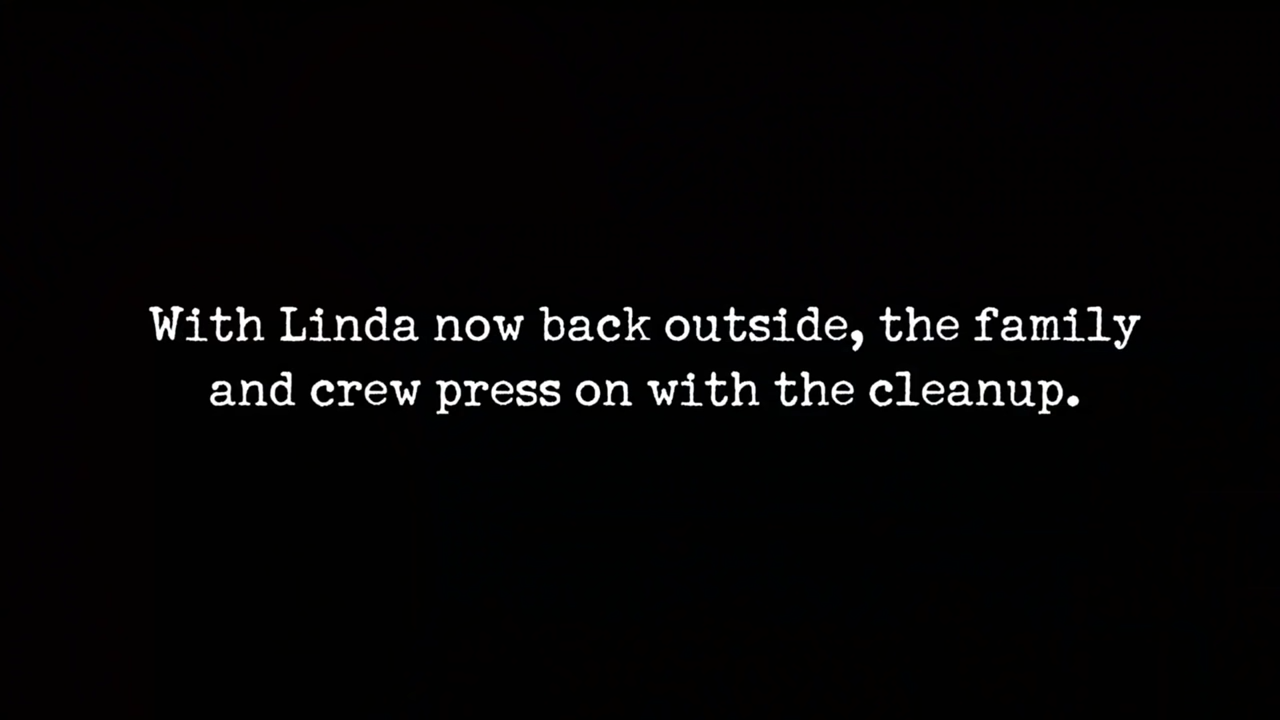 With Linda now back outside, the family
and crew press on with the cleanup.